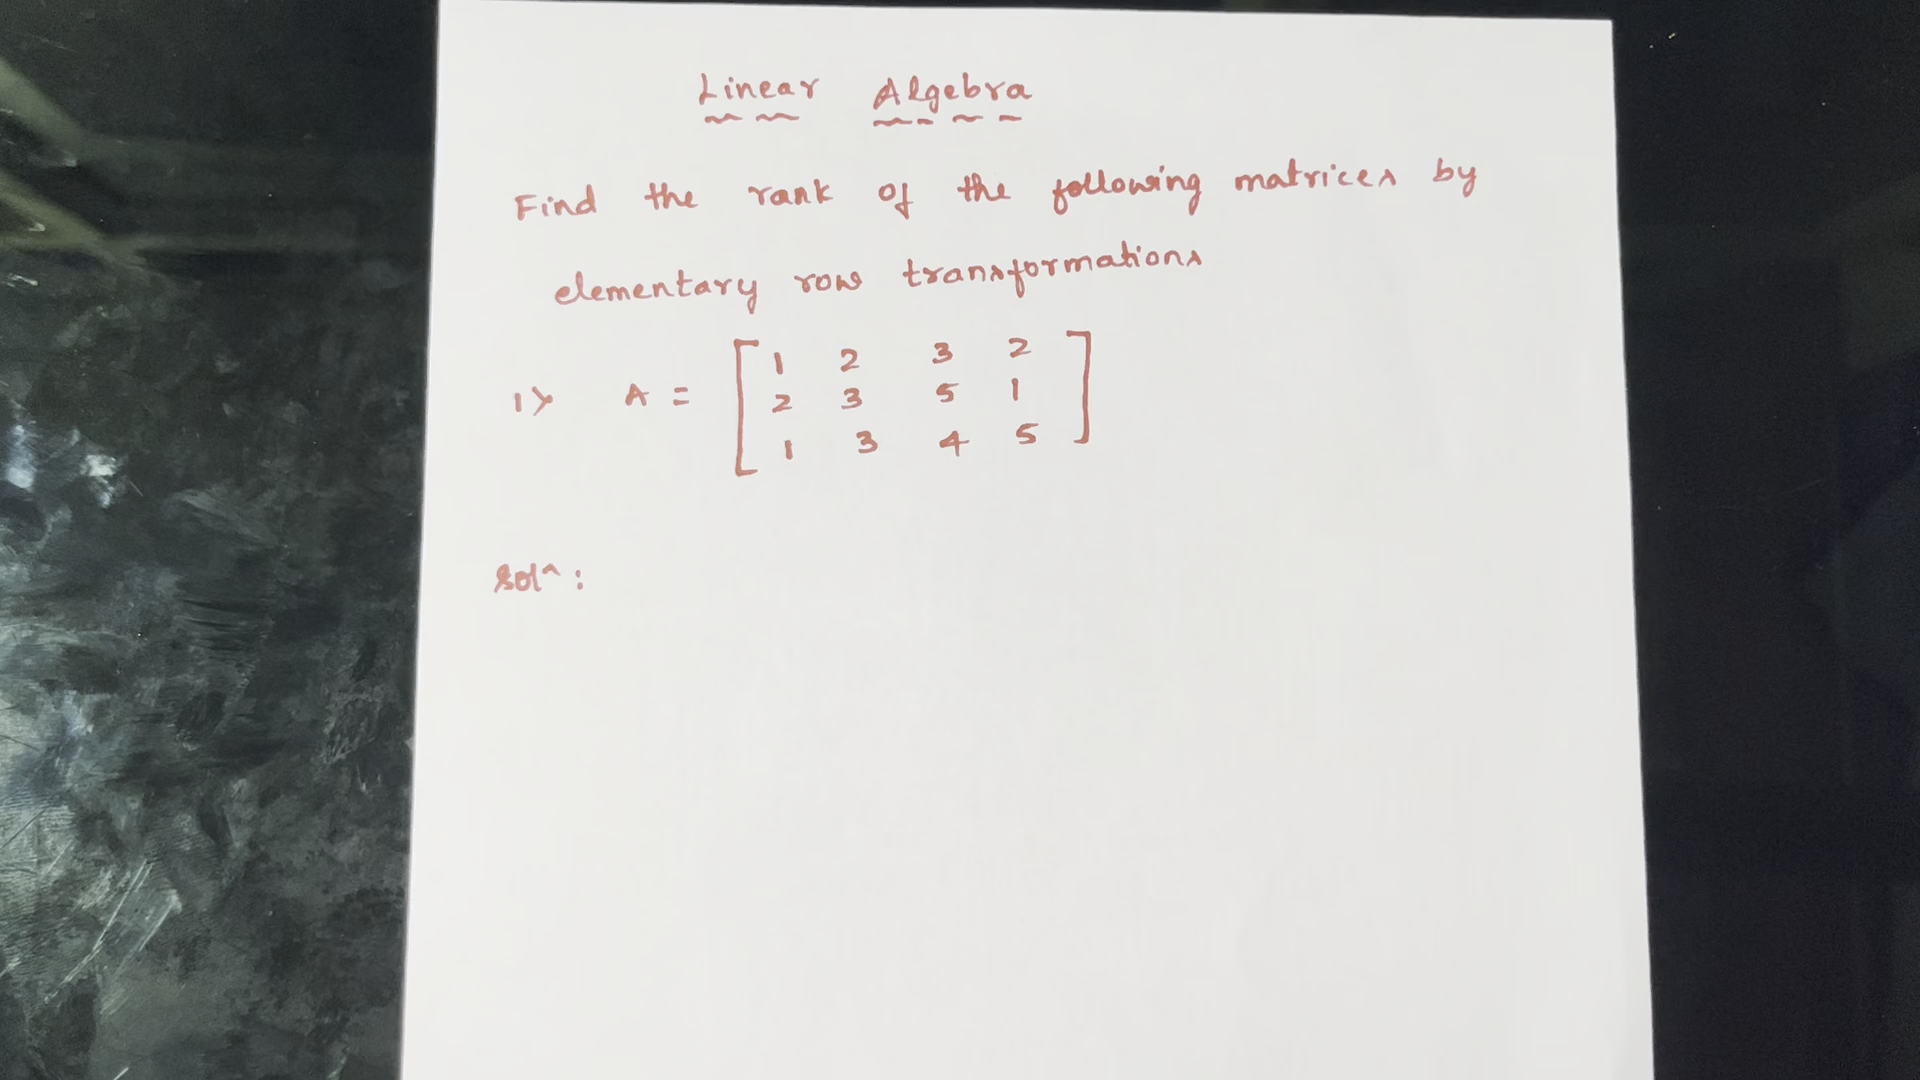 Linear Algebra
Find the rank of the following matrices by
elementary row transformations
1> A = [ 1 2 3 2
2 3 5 1
1 3 4 5 ]
Solⁿ :